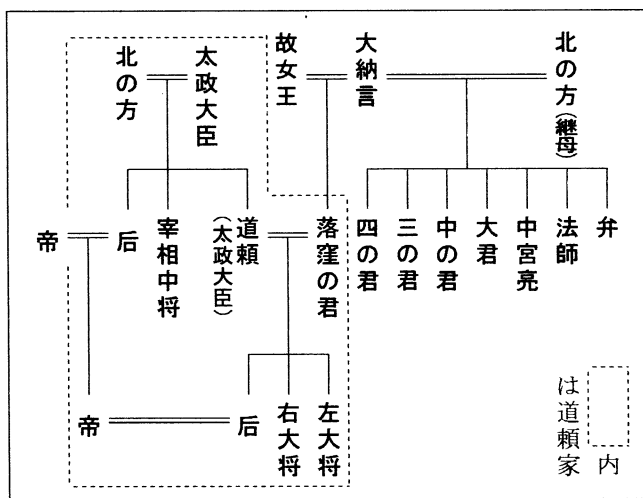 北の方(継母)
大納言
故女王
太政大臣
北の方
弁
法師
中宮亮
大君
中の君
三の君
四の君
落窪の君
道頼
(太政大臣)
宰相中将
后
帝
左大将
右大将
后
帝
内
は道頼家